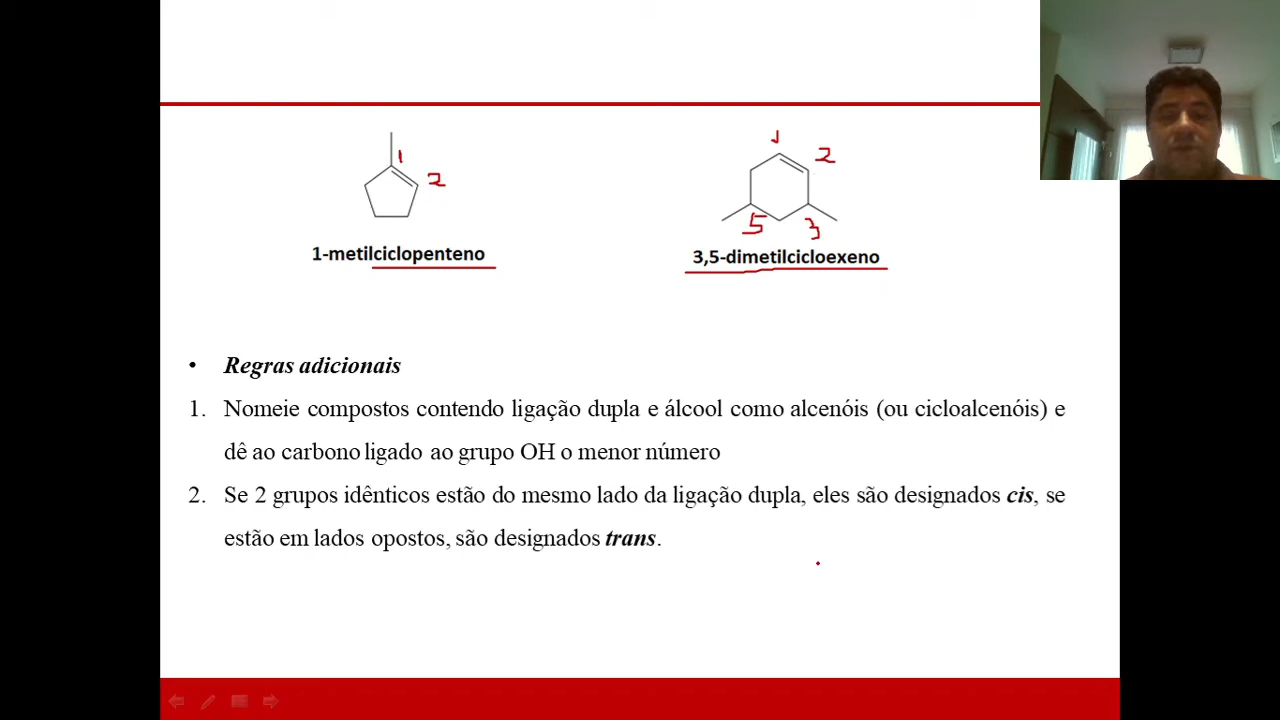 1
2
1-metilciclopenteno
1
2
5
3
3,5-dimetilcicloexeno
• Regras adicionais
1. Nomeie compostos contendo ligação dupla e álcool como alcenóis (ou cicloalcenóis) e
dê ao carbono ligado ao grupo OH o menor número
2. Se 2 grupos idênticos estão do mesmo lado da ligação dupla, eles são designados cis, se
estão em lados opostos, são designados trans.